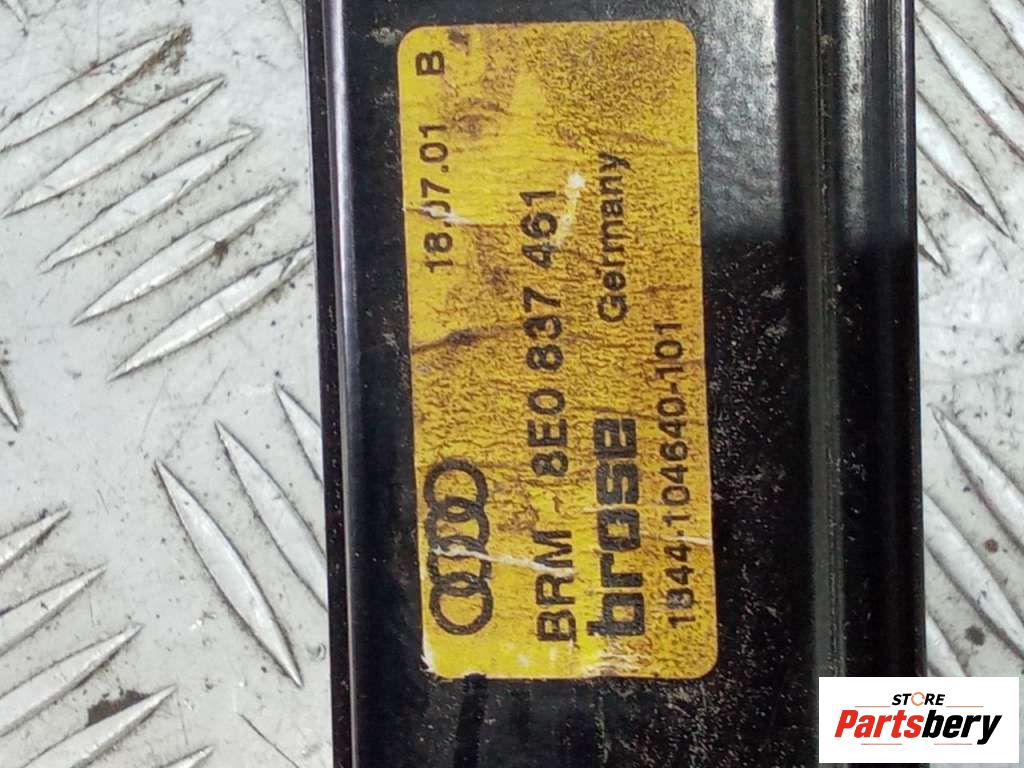 18.07.01 B
BRM 8E0 837 461
brose Germany
1844-104640-101
STORE
Partsbery